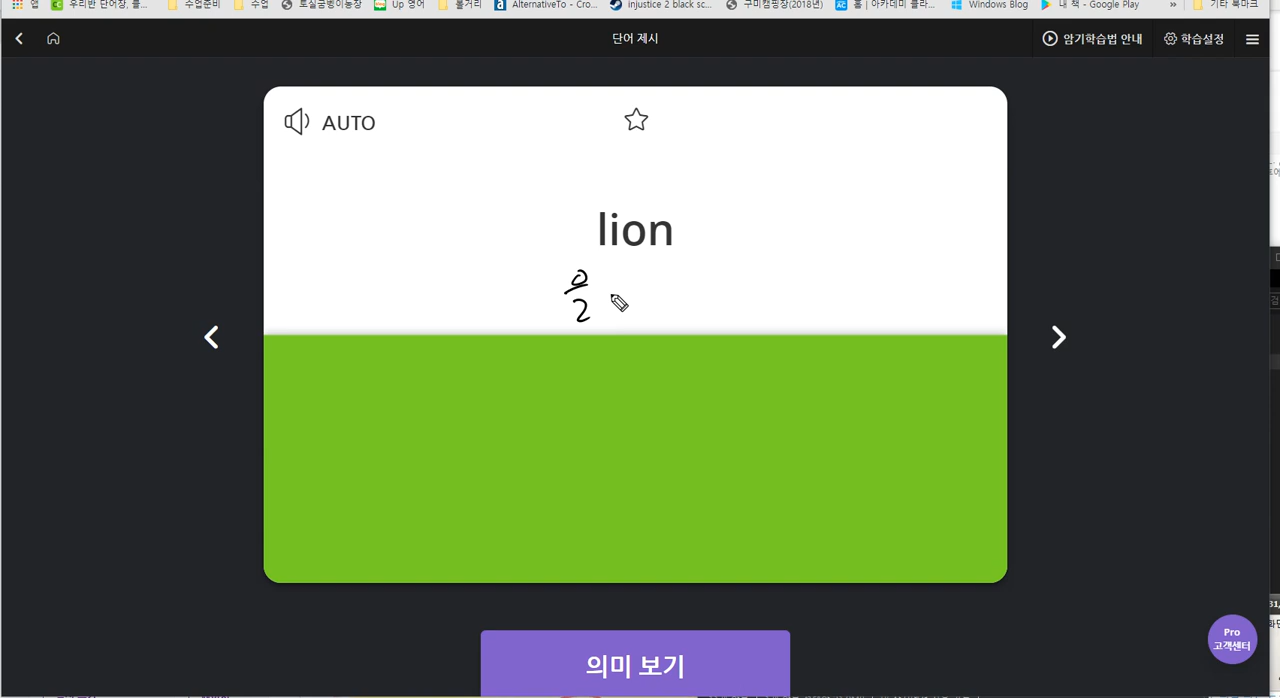 앱 우리반 단어장, 클... 수업준비 수업 토실굼벵이농장 Up 영어 볼거리 AlternativeTo - Cro... injustice 2 black sc... 구미캠핑장(2018년) 홈 | 아카데미 클라... Windows Blog 내 책 - Google Play » 기타 북마크
단어 제시 암기학습법 안내 학습설정
AUTO
lion
의미 보기
Pro
고객센터